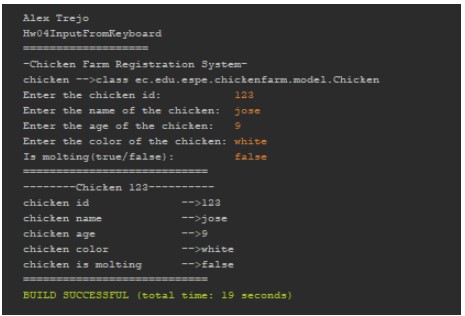 Alex Trejo
Hw04InputFromKeyboard
====================
-Chicken Farm Registration System-
chicken -->class ec.edu.espe.chickenfarm.model.Chicken
Enter the chicken id: 123
Enter the name of the chicken: jose
Enter the age of the chicken: 9
Enter the color of the chicken: white
Is molting(true/false): false
==============================
--------Chicken 123----------
chicken id -->123
chicken name -->jose
chicken age -->9
chicken color -->white
chicken is molting -->false
==============================
BUILD SUCCESSFUL (total time: 19 seconds)